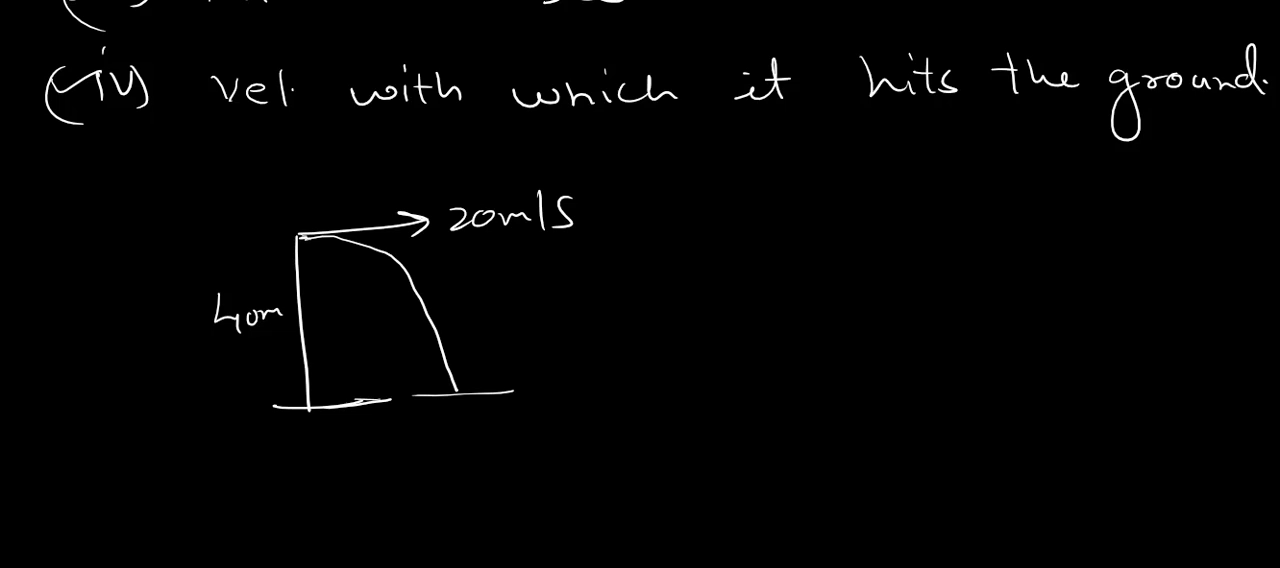 (iv) vel. with which it hits the ground.
20m/s
40m